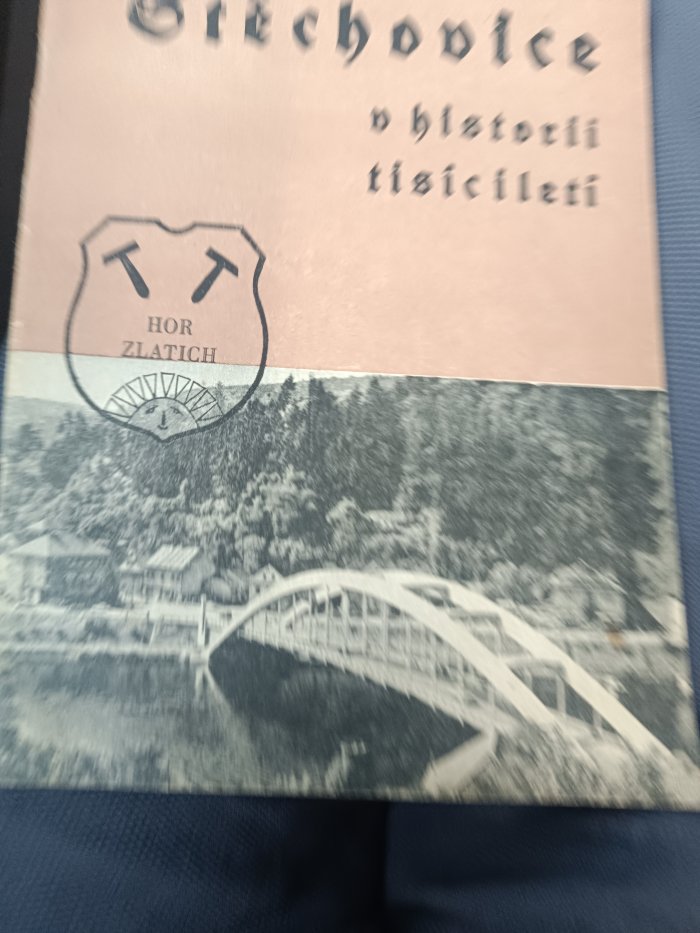 Štěchovice
v historii
tisíciletí
HOR
ZLATICH